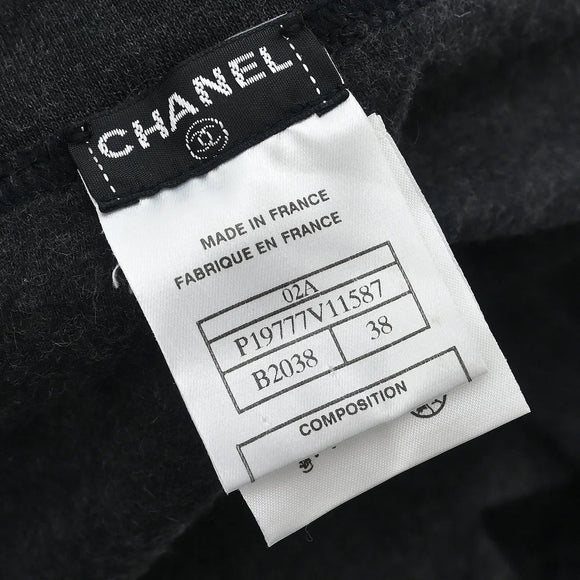 CHANEL
MADE IN FRANCE
FABRIQUE EN FRANCE
02A
P19777V11587
B2038 38
COMPOSITION